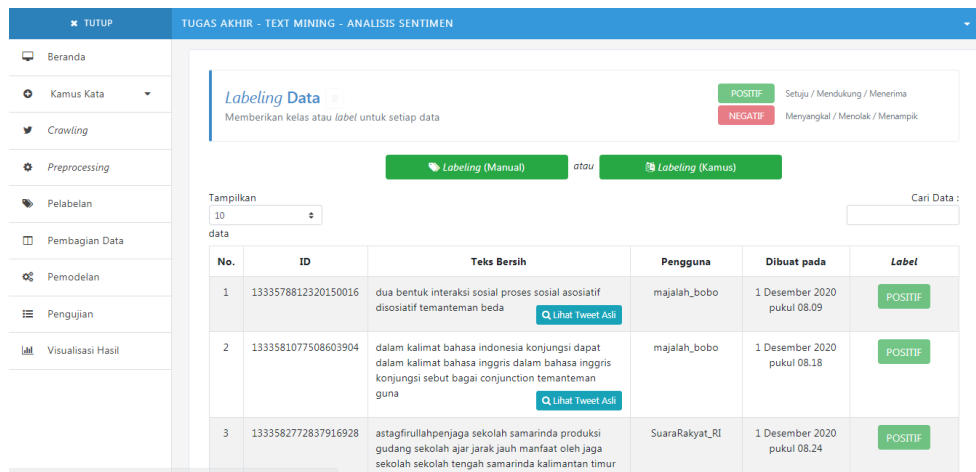 TUTUP
TUGAS AKHIR - TEXT MINING - ANALISIS SENTIMEN
Beranda
Kamus Kata
Crawling
Preprocessing
Pelabelan
Pembagian Data
Pemodelan
Pengujian
Visualisasi Hasil
Labeling Data
Memberikan kelas atau label untuk setiap data
POSITIF Setuju / Mendukung / Menerima
NEGATIF Menyangkal / Menolak / Menampik
Labeling (Manual) atau Labeling (Kamus)
Tampilkan
10
data
Cari Data :
No. ID Teks Bersih Pengguna Dibuat pada Label
1 1333578812320150016 dua bentuk interaksi sosial proses sosial asosiatif majalah_bobo 1 Desember 2020 POSITIF
disosiatif temanteman beda pukul 08.09
Lihat Tweet Asli
2 1333581077508603904 dalam kalimat bahasa indonesia konjungsi dapat majalah_bobo 1 Desember 2020 POSITIF
dalam kalimat bahasa inggris dalam bahasa inggris pukul 08.18
konjungsi sebut bagai conjunction temanteman
guna
Lihat Tweet Asli
3 1333582772837916928 astagfirullahpenjaga sekolah samarinda produksi SuaraRakyat_RI 1 Desember 2020 POSITIF
gudang sekolah ajar jarak jauh manfaat oleh jaga pukul 08.24
sekolah sekolah tengah samarinda kalimantan timur